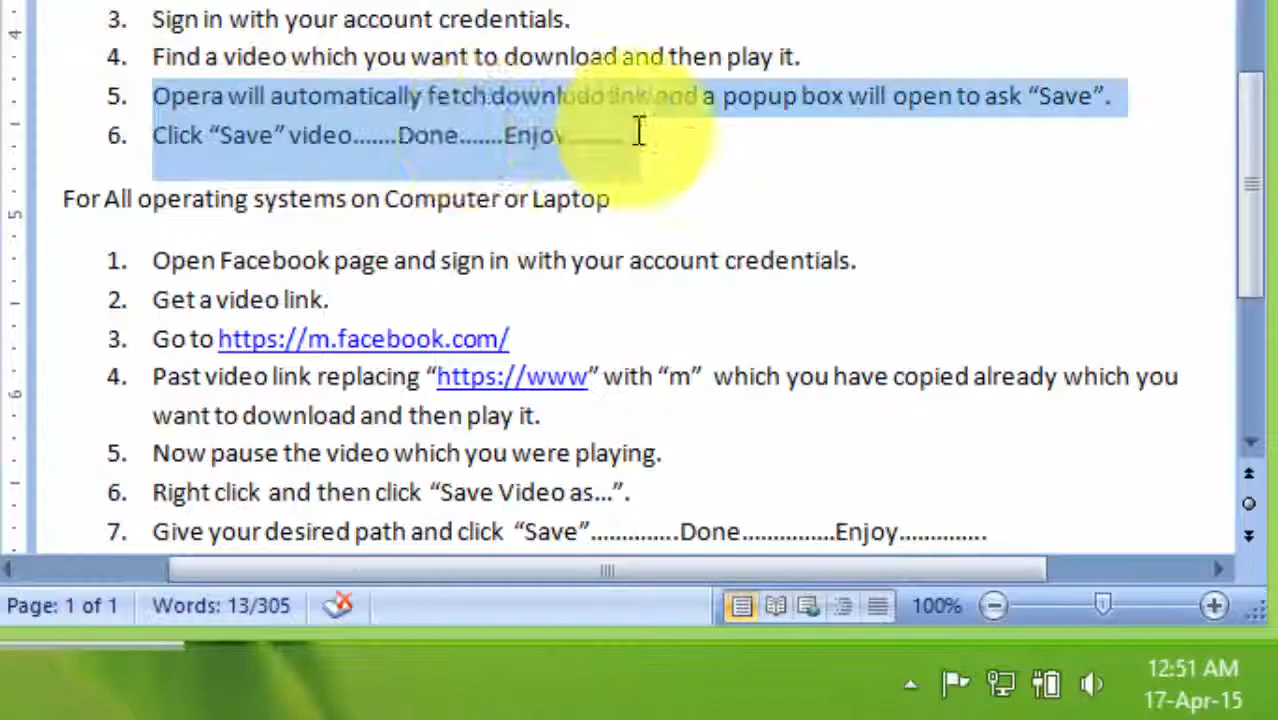 3. Sign in with your account credentials.
4. Find a video which you want to download and then play it.
5. Opera will automatically fetch download link and a popup box will open to ask “Save”.
6. Click “Save” video.......Done.......Enjoy.........
For All operating systems on Computer or Laptop
1. Open Facebook page and sign in with your account credentials.
2. Get a video link.
3. Go to https://m.facebook.com/
4. Past video link replacing “https://www” with “m” which you have copied already which you
want to download and then play it.
5. Now pause the video which you were playing.
6. Right click and then click “Save Video as...”.
7. Give your desired path and click “Save”..............Done...............Enjoy..............
Page: 1 of 1 Words: 13/305 100%
12:51 AM
17-Apr-15
4
5
6